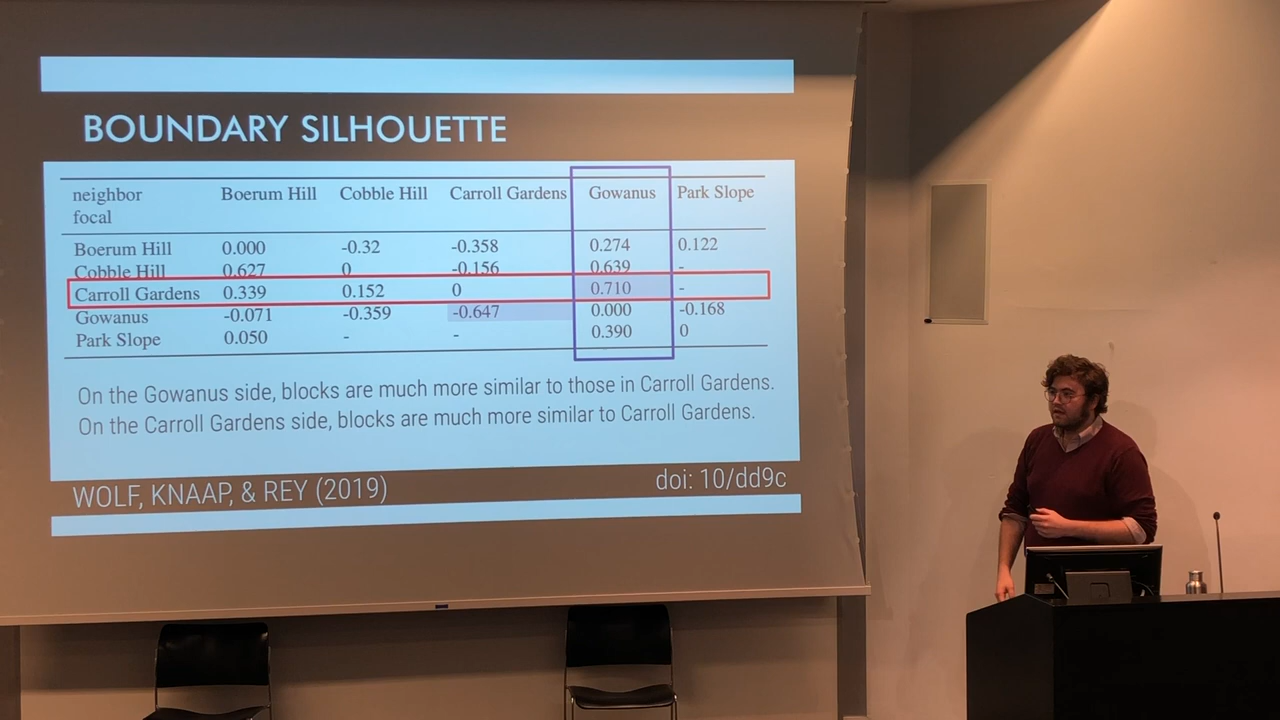 BOUNDARY SILHOUETTE
neighbor Boerum Hill Cobble Hill Carroll Gardens Gowanus Park Slope
focal
Boerum Hill 0.000 -0.32 -0.358 0.274 0.122
Cobble Hill 0.627 0 -0.156 0.639 -
Carroll Gardens 0.339 0.152 0 0.710 -
Gowanus -0.071 -0.359 -0.647 0.000 -0.168
Park Slope 0.050 - - 0.390 0
On the Gowanus side, blocks are much more similar to those in Carroll Gardens.
On the Carroll Gardens side, blocks are much more similar to Carroll Gardens.
WOLF, KNAAP, & REY (2019) doi: 10/dd9c